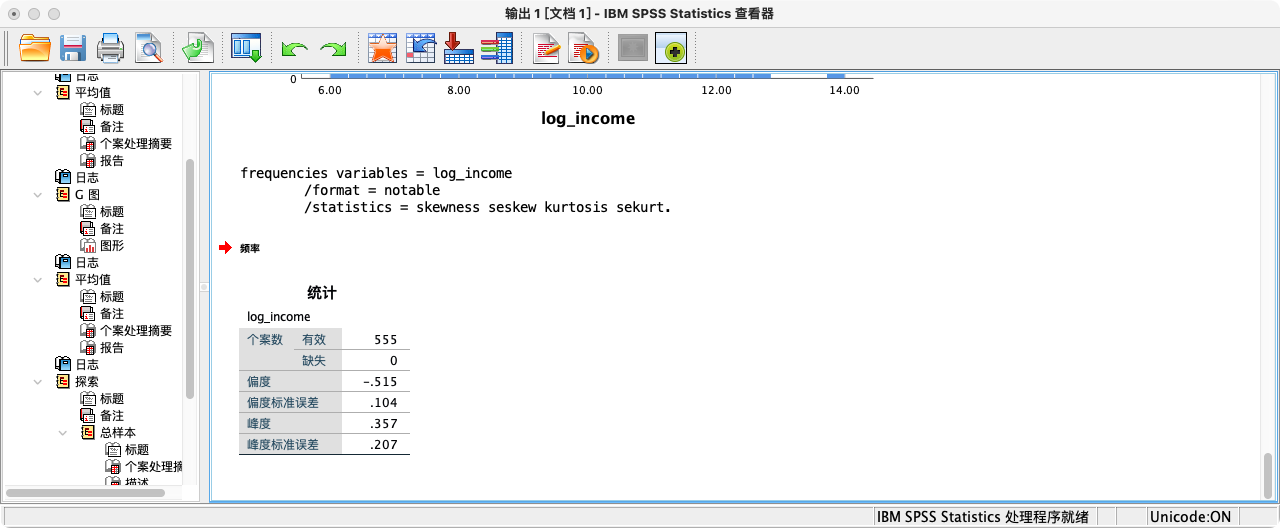 输出 1 [文档 1] - IBM SPSS Statistics 查看器
日志
平均值
标题
备注
个案处理摘要
报告
日志
G 图
标题
备注
图形
日志
平均值
标题
备注
个案处理摘要
报告
日志
探索
标题
备注
总样本
标题
个案处理摘
描述
0
6.00 8.00 10.00 12.00 14.00
log_income
frequencies variables = log_income
/format = notable
/statistics = skewness seskew kurtosis sekurt.
频率
统计
log_income
个案数 有效 555
缺失 0
偏度 -.515
偏度标准误差 .104
峰度 .357
峰度标准误差 .207
IBM SPSS Statistics 处理程序就绪 Unicode:ON